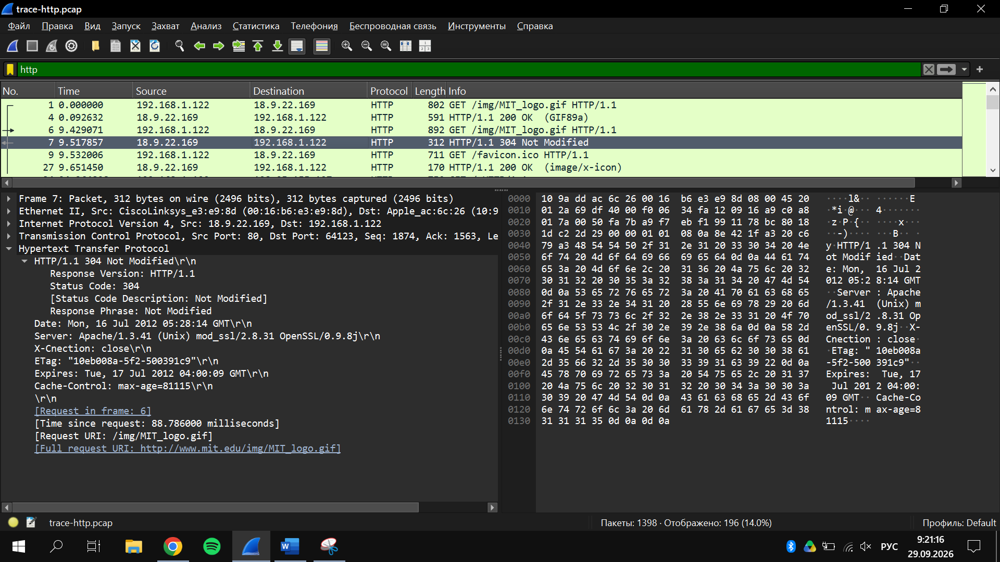 trace-http.pcap
Файл Правка Вид Запуск Захват Анализ Статистика Телефония Беспроводная связь Инструменты Справка
http
No. Time Source Destination Protocol Length Info
1 0.000000 192.168.1.122 18.9.22.169 HTTP 802 GET /img/MIT_logo.gif HTTP/1.1
4 0.092632 18.9.22.169 192.168.1.122 HTTP 591 HTTP/1.1 200 OK (GIF89a)
6 9.429071 192.168.1.122 18.9.22.169 HTTP 892 GET /img/MIT_logo.gif HTTP/1.1
7 9.517857 18.9.22.169 192.168.1.122 HTTP 312 HTTP/1.1 304 Not Modified
9 9.532006 192.168.1.122 18.9.22.169 HTTP 711 GET /favicon.ico HTTP/1.1
27 9.651450 18.9.22.169 192.168.1.122 HTTP 170 HTTP/1.1 200 OK (image/x-icon)
Frame 7: Packet, 312 bytes on wire (2496 bits), 312 bytes captured (2496 bits)
Ethernet II, Src: CiscoLinksys_e3:e9:8d (00:16:b6:e3:e9:8d), Dst: Apple_ac:6c:26 (10:9
Internet Protocol Version 4, Src: 18.9.22.169, Dst: 192.168.1.122
Transmission Control Protocol, Src Port: 80, Dst Port: 64123, Seq: 1874, Ack: 1563, Le
Hypertext Transfer Protocol
HTTP/1.1 304 Not Modified\r\n
Response Version: HTTP/1.1
Status Code: 304
[Status Code Description: Not Modified]
Response Phrase: Not Modified
Date: Mon, 16 Jul 2012 05:28:14 GMT\r\n
Server: Apache/1.3.41 (Unix) mod_ssl/2.8.31 OpenSSL/0.9.8j\r\n
X-Cnection: close\r\n
ETag: "10eb008a-5f2-500391c9"\r\n
Expires: Tue, 17 Jul 2012 04:00:09 GMT\r\n
Cache-Control: max-age=81115\r\n
\r\n
[Request in frame: 6]
[Time since request: 88.786000 milliseconds]
[Request URI: /img/MIT_logo.gif]
[Full request URI: http://www.mit.edu/img/MIT_logo.gif]
0000 10 9a dd ac 6c 26 00 16 b6 e3 e9 8d 08 00 45 20 ····l&·· ······E
0010 01 2a 69 df 40 00 f0 06 34 fa 12 09 16 a9 c0 a8 ·*i·@··· 4·······
0020 01 7a 00 50 fa 7b a9 f7 eb f1 99 11 78 bc 80 18 ·z·P·{·· ····x···
0030 1d c2 2d 29 00 00 01 01 08 0a 8e 42 1f a3 20 c6 ··-)···· ···B·· ·
0040 79 a3 48 54 54 50 2f 31 2e 31 20 33 30 34 20 4e y·HTTP/1 .1 304 N
0050 6f 74 20 4d 6f 64 69 66 69 65 64 0d 0a 44 61 74 ot Modif ied··Dat
0060 65 3a 20 4d 6f 6e 2c 20 31 36 20 4a 75 6c 20 32 e: Mon, 16 Jul 2
0070 30 31 32 20 30 35 3a 32 38 3a 31 34 20 47 4d 54 012 05:2 8:14 GMT
0080 0d 0a 53 65 72 76 65 72 3a 20 41 70 61 63 68 65 ··Server : Apache
0090 2f 31 2e 33 2e 34 31 20 28 55 6e 69 78 29 20 6d /1.3.41 (Unix) m
00a0 6f 64 5f 73 73 6c 2f 32 2e 38 2e 33 31 20 4f 70 od_ssl/2 .8.31 Op
00b0 65 6e 53 53 4c 2f 30 2e 39 2e 38 6a 0d 0a 58 2d enSSL/0. 9.8j··X-
00c0 43 6e 65 63 74 69 6f 6e 3a 20 63 6c 6f 73 65 0d Cnection : close·
00d0 0a 45 54 61 67 3a 20 22 31 30 65 62 30 30 38 61 ·ETag: " 10eb008a
00e0 2d 35 66 32 2d 35 30 30 33 39 31 63 39 22 0d 0a -5f2-500 391c9"··
00f0 45 78 70 69 72 65 73 3a 20 54 75 65 2c 20 31 37 Expires: Tue, 17
0100 20 4a 75 6c 20 32 30 31 32 20 30 34 3a 30 30 3a Jul 201 2 04:00:
0110 30 39 20 47 4d 54 0d 0a 43 61 63 68 65 2d 43 6f 09 GMT·· Cache-Co
0120 6e 74 72 6f 6c 3a 20 6d 61 78 2d 61 67 65 3d 38 ntrol: m ax-age=8
0130 31 31 31 35 0d 0a 0d 0a 1115····
trace-http.pcap
Пакеты: 1398 · Отображено: 196 (14.0%)
Профиль: Default
РУС
9:21:16
29.09.2026